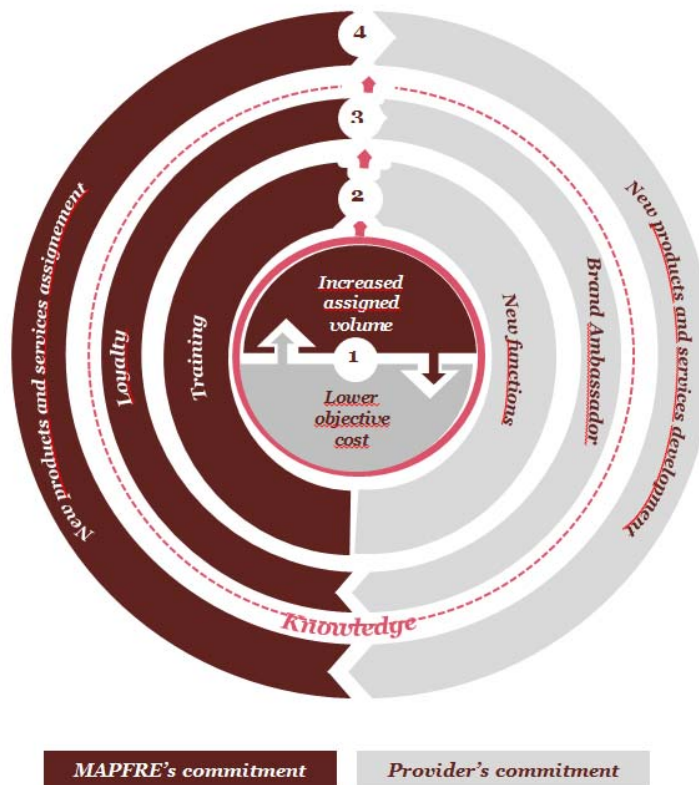 4
3
2
Increased
assigned
volume
1
Lower
objective
cost
New products and services assignement
Loyalty
Training
New functions
Brand Ambassador
New products and services development
Knowledge
MAPFRE's commitment
Provider's commitment